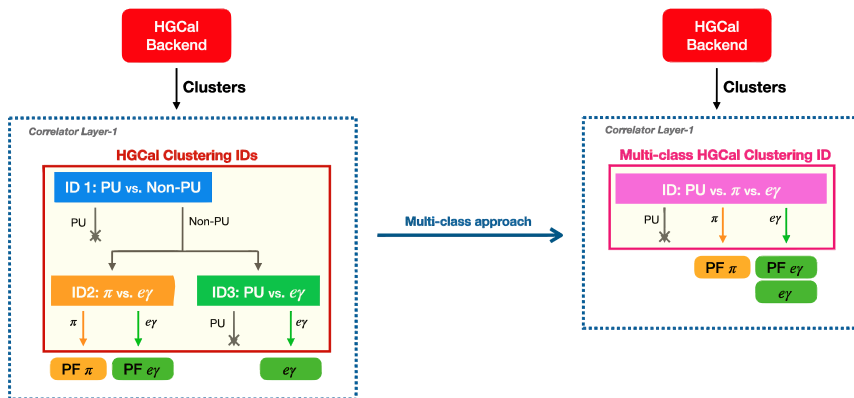 HGCal
Backend
Clusters
Correlator Layer-1
HGCal Clustering IDs
ID 1: PU vs. Non-PU
PU
Non-PU
ID2: π vs. eγ
ID3: PU vs. eγ
π
eγ
PU
eγ
PF π
PF eγ
eγ
Multi-class approach
HGCal
Backend
Clusters
Correlator Layer-1
Multi-class HGCal Clustering ID
ID: PU vs. π vs. eγ
PU
π
eγ
PF π
PF eγ
eγ